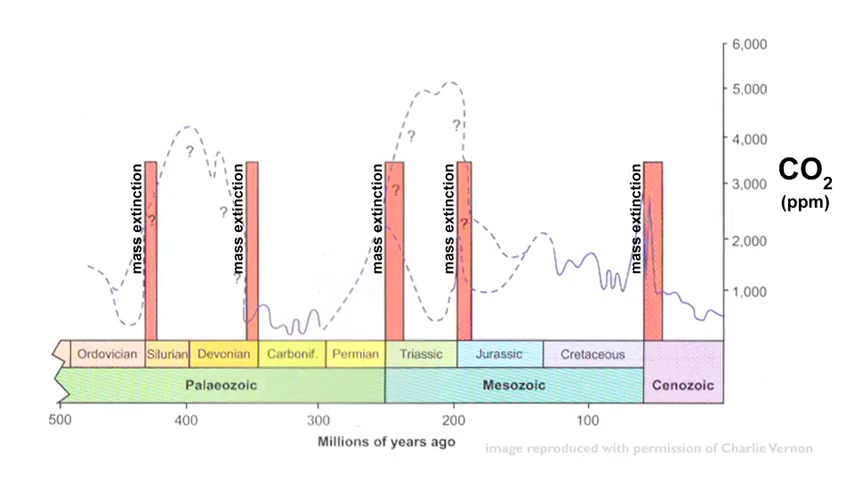 6,000
5,000
4,000
3,000
2,000
1,000
CO2
(ppm)
mass extinction
mass extinction
mass extinction
mass extinction
mass extinction
?
?
?
?
?
?
?
?
?
Ordovician Silurian Devonian Carbonif. Permian Triassic Jurassic Cretaceous
Palaeozoic Mesozoic Cenozoic
500 400 300 200 100
Millions of years ago
image reproduced with permission of Charlie Vernon